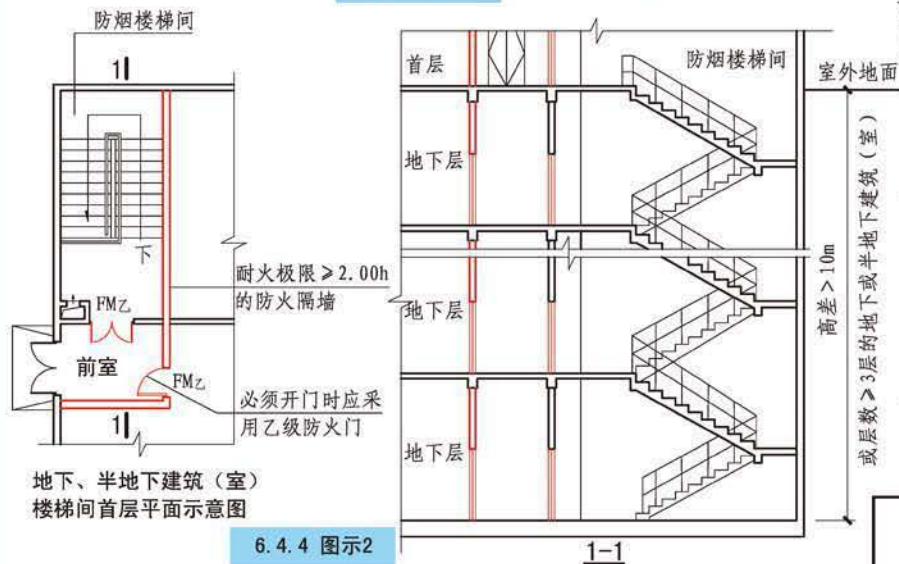 防烟楼梯间
1
下
耐火极限≥2.00h
的防火隔墙
FM乙
前室
FM乙
必须开门时应采
用乙级防火门
1
地下、半地下建筑（室）
楼梯间首层平面示意图
6.4.4 图示2
首层
防烟楼梯间
室外地面
地下层
地下层
地下层
高差>10m
或层数≥3层的地下或半地下建筑（室）
1-1